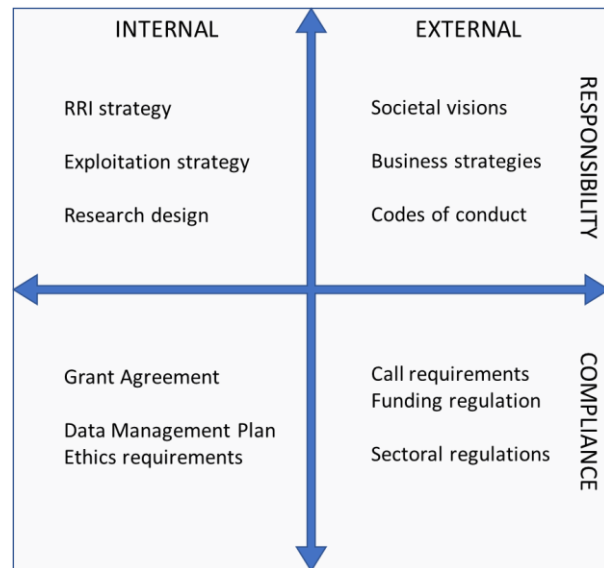 INTERNAL
EXTERNAL
RRI strategy
Exploitation strategy
Research design
Societal visions
Business strategies
Codes of conduct
RESPONSIBILITY
Grant Agreement
Data Management Plan
Ethics requirements
Call requirements
Funding regulation
Sectoral regulations
COMPLIANCE